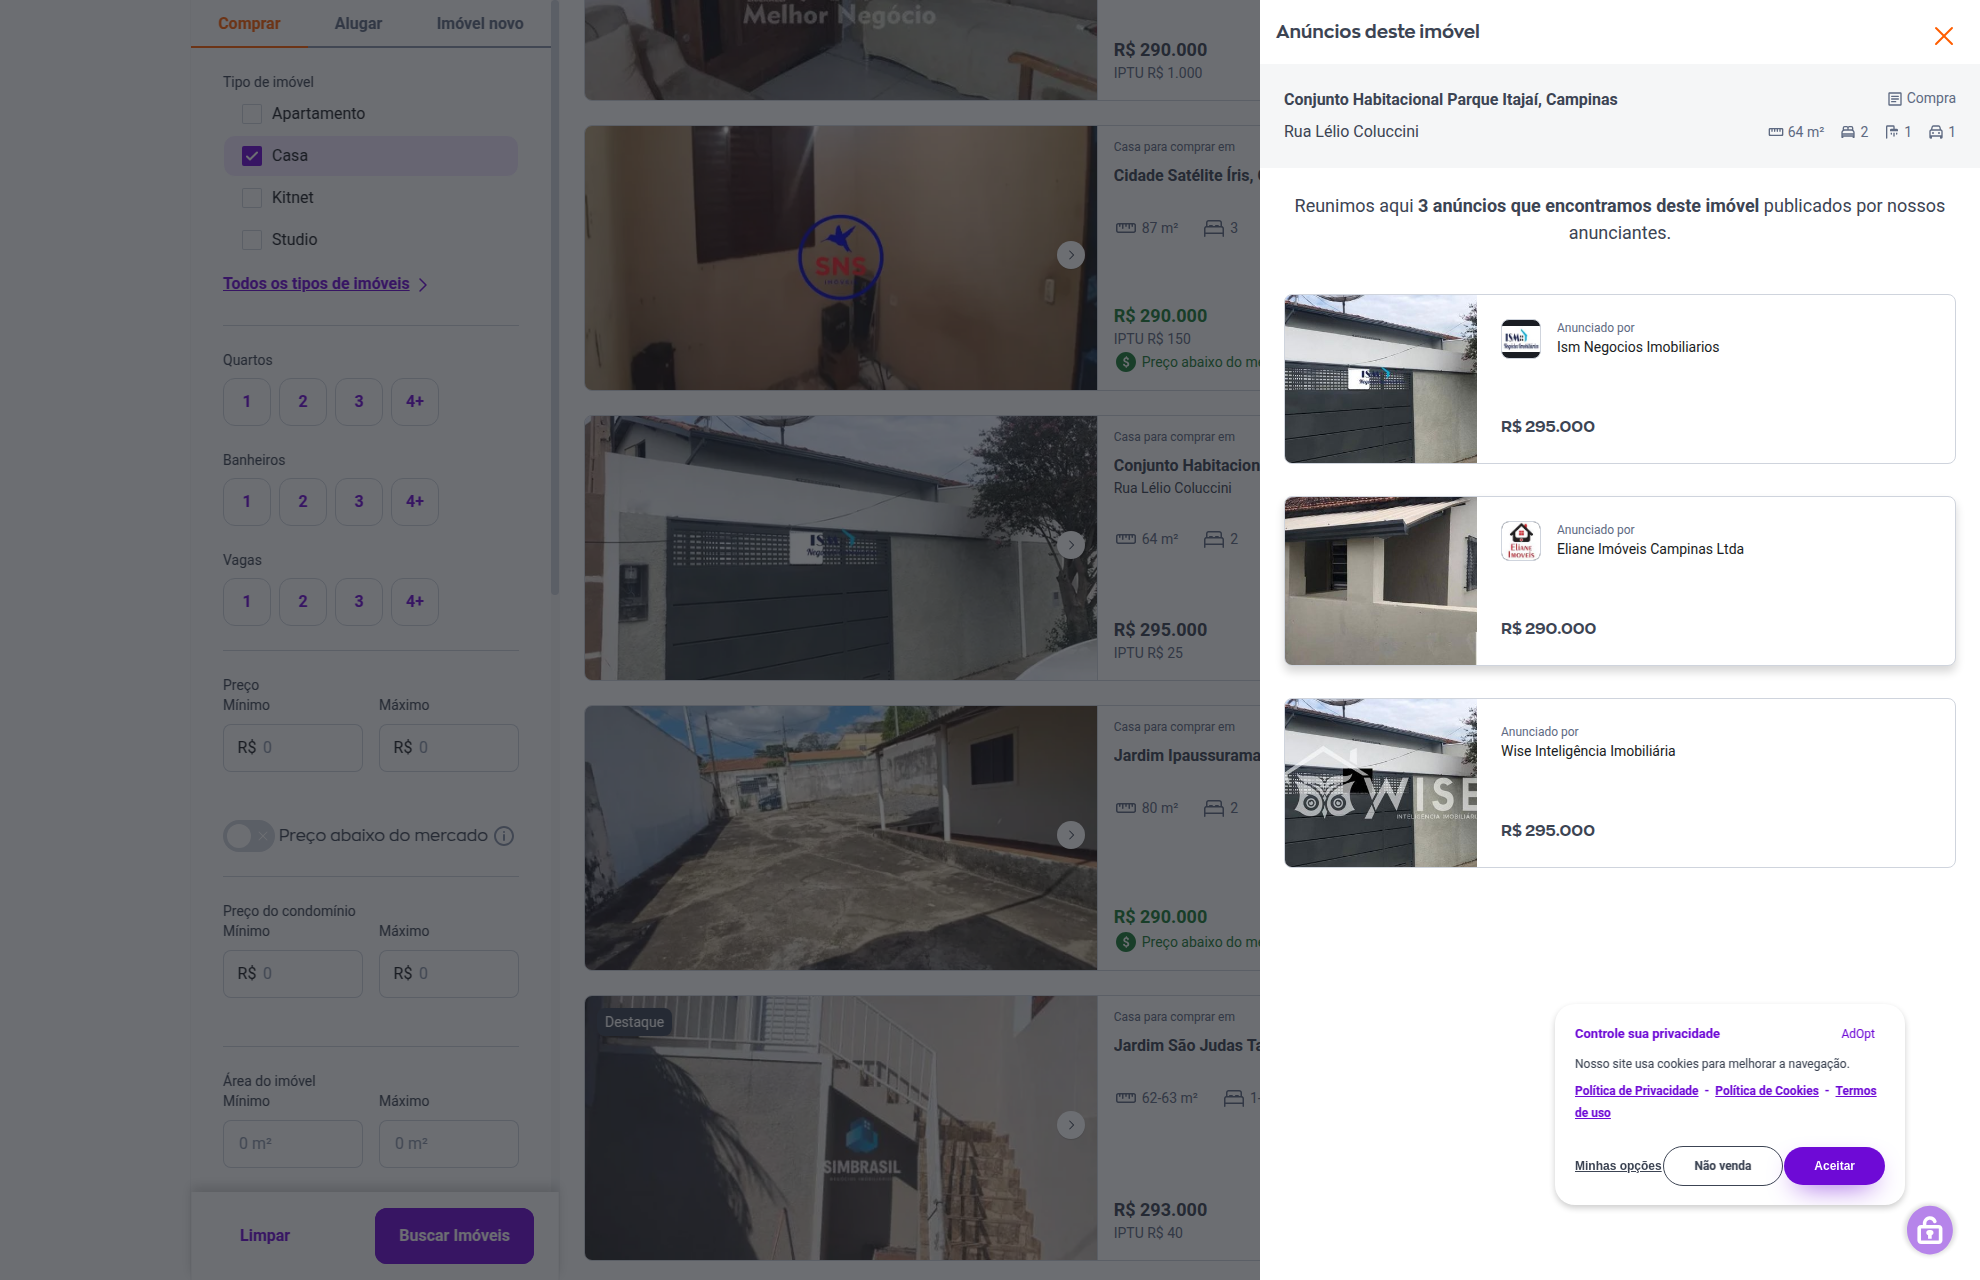 Comprar
Alugar
Imóvel novo
Tipo de imóvel
Apartamento
Casa
Kitnet
Studio
Todos os tipos de imóveis
Quartos
1 2 3 4+
Banheiros
1 2 3 4+
Vagas
1 2 3 4+
Preço
Mínimo Máximo
R$ 0 R$ 0
Preço abaixo do mercado
Preço do condomínio
Mínimo Máximo
R$ 0 R$ 0
Área do imóvel
Mínimo Máximo
0 m² 0 m²
Limpar
Buscar Imóveis
Melhor Negócio
R$ 290.000
IPTU R$ 1.000
SNS
Casa para comprar em
Cidade Satélite Íris,
87 m² 3
R$ 290.000
IPTU R$ 150
Preço abaixo do me
ISM
Casa para comprar em
Conjunto Habitacion
Rua Lélio Coluccini
64 m² 2
R$ 295.000
IPTU R$ 25
Casa para comprar em
Jardim Ipaussurama
80 m² 2
R$ 290.000
Preço abaixo do me
Destaque
SIMBRASIL
Casa para comprar em
Jardim São Judas Ta
62-63 m² 1-
R$ 293.000
IPTU R$ 40
Anúncios deste imóvel
Conjunto Habitacional Parque Itajaí, Campinas
Compra
Rua Lélio Coluccini
64 m² 2 1 1
Reunimos aqui 3 anúncios que encontramos deste imóvel publicados por nossos
anunciantes.
Anunciado por
Ism Negocios Imobiliarios
R$ 295.000
Eliane
Imóveis
Anunciado por
Eliane Imóveis Campinas Ltda
R$ 290.000
WISE
INTELIGÊNCIA IMOBILIAR
Anunciado por
Wise Inteligência Imobiliária
R$ 295.000
Controle sua privacidade
AdOpt
Nosso site usa cookies para melhorar a navegação.
Política de Privacidade - Política de Cookies - Termos
de uso
Minhas opções
Não venda
Aceitar